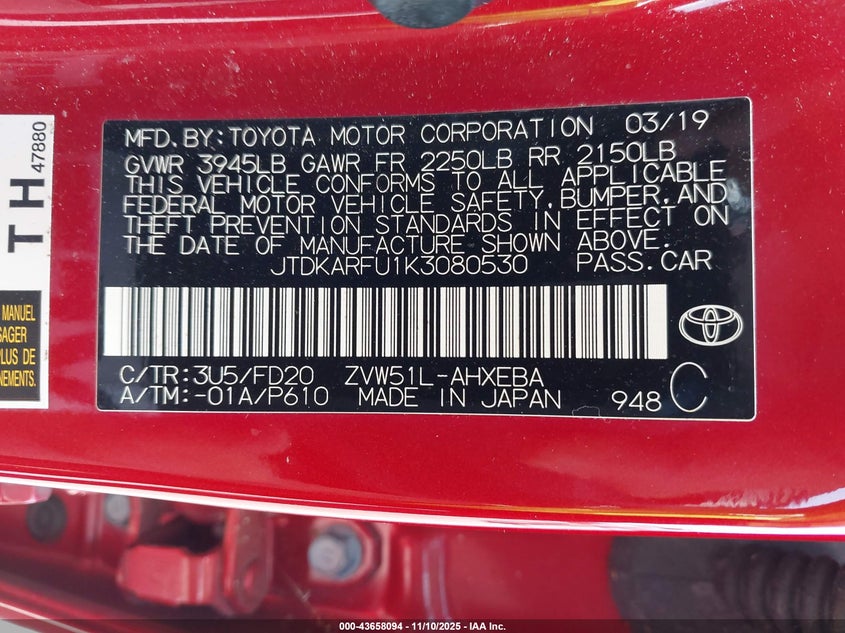 MFD.BY:TOYOTA MOTOR CORPORATION 03/19
GVWR 3945LB GAWR FR 2250LB RR 2150LB
THIS VEHICLE CONFORMS TO ALL APPLICABLE
FEDERAL MOTOR VEHICLE SAFETY,BUMPER,AND
THEFT PREVENTION STANDARDS IN EFFECT ON
THE DATE OF MANUFACTURE SHOWN ABOVE.
JTDKARFU1K3080530 PASS.CAR
C/TR:3U5/FD20 ZVW51L-AHXEBA
A/TM:-01A/P610 MADE IN JAPAN 948 C
TH
47880
MANUEL
PLUS DE
000-43658094 - 11/10/2025 - IAA Inc.